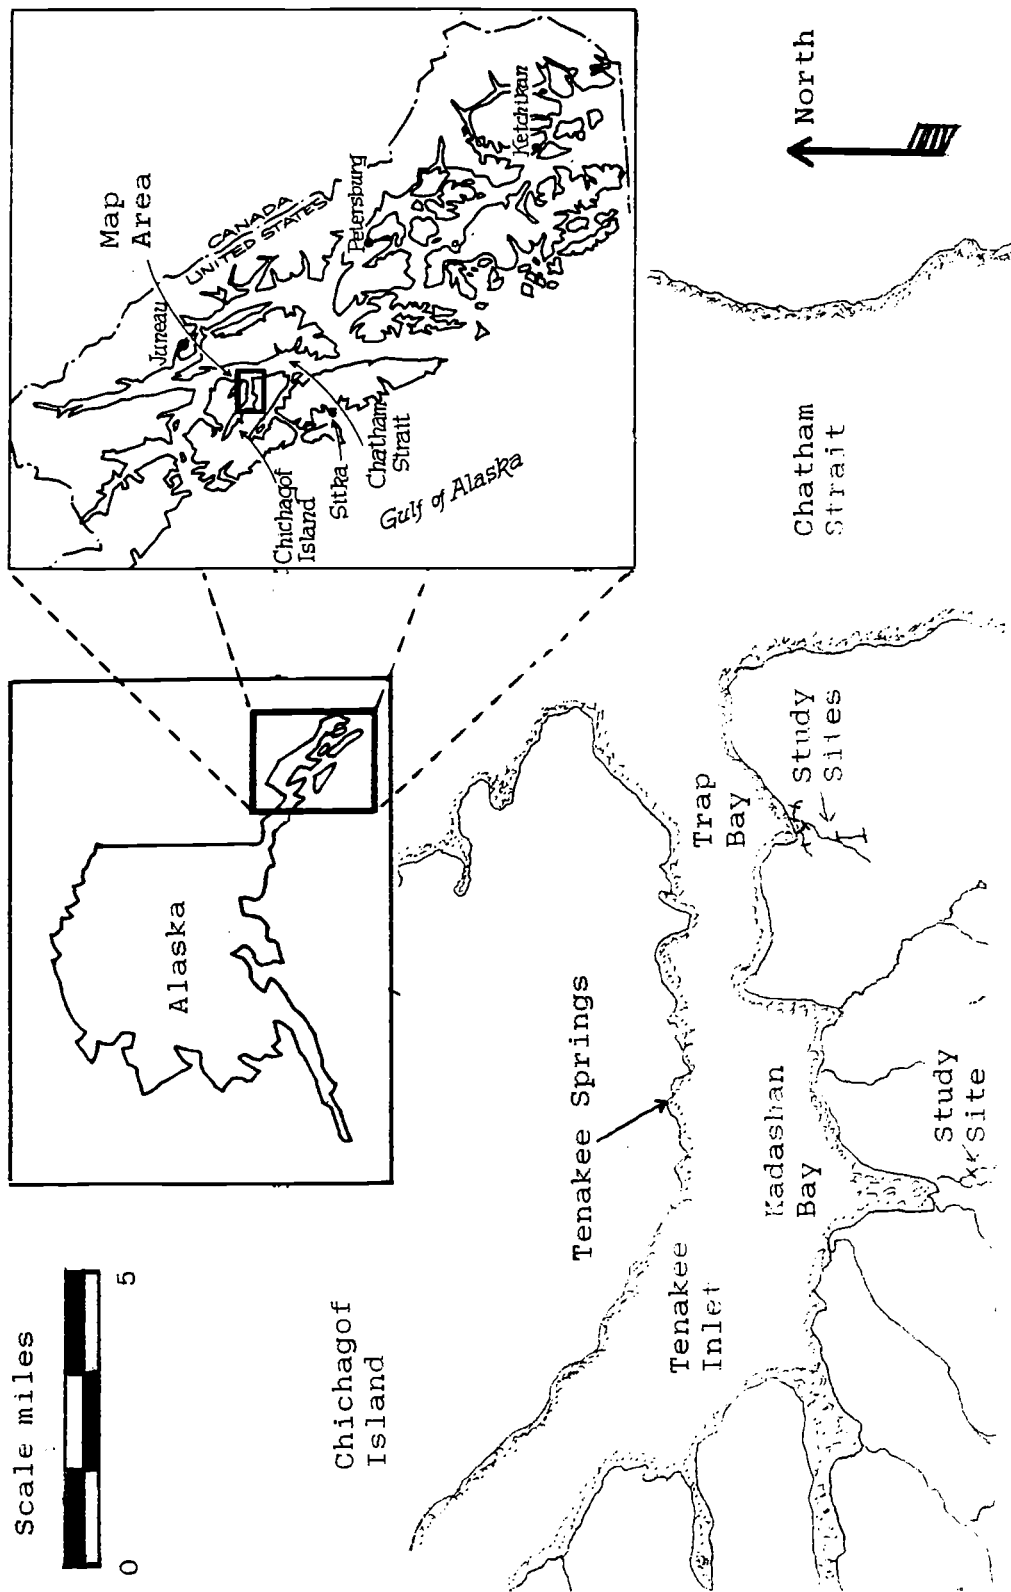 Scale miles
0
5
Alaska
Map
Area
CANADA
UNITED STATES
Juneau
Petersburg
Ketchikan
Chichagof
Island
Sitka
Chatham
Strait
Gulf of Alaska
North
Chichagof
Island
Tenakee Springs
Tenakee
Inlet
Trap
Bay
Kadashan
Bay
Study
Sites
Study
Site
Chatham
Strait